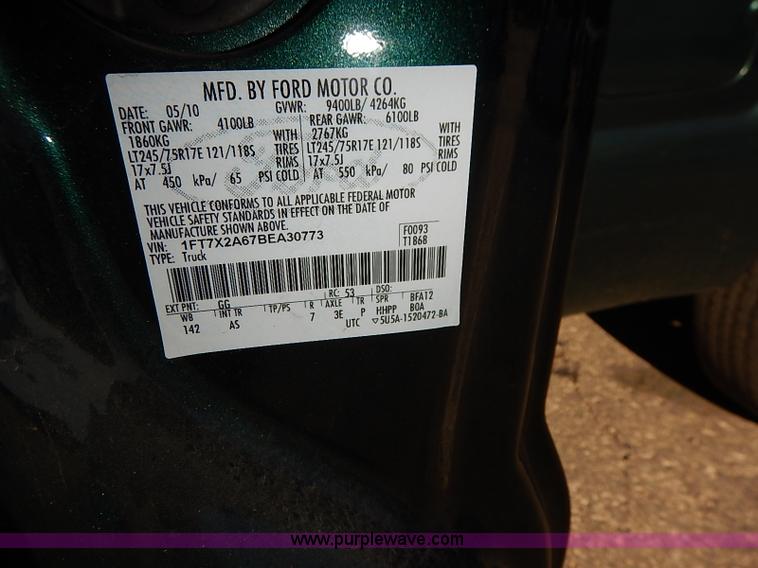 MFD. BY FORD MOTOR CO.
DATE: 05/10 GVWR: 9400LB/ 4264KG
FRONT GAWR: 4100LB REAR GAWR: 6100LB
1860KG WITH 2767KG WITH
LT245/75R17E 121/118S TIRES LT245/75R17E 121/118S TIRES
17x7.5J RIMS 17x7.5J RIMS
AT 450 kPa/ 65 PSI COLD AT 550 kPa/ 80 PSI COLD
THIS VEHICLE CONFORMS TO ALL APPLICABLE FEDERAL MOTOR
VEHICLE SAFETY STANDARDS IN EFFECT ON THE DATE OF
MANUFACTURE SHOWN ABOVE.
VIN: 1FT7X2A67BEA30773 F0093
TYPE: Truck T1B68
EXT PNT: GG RC: 53 DSO:
WB INT TR TP/PS R AXLE TR SPR BFA12
142 AS 7 3E P HHPP BOA
UTC ▽5U5A-1520472-BA
www.purplewave.com